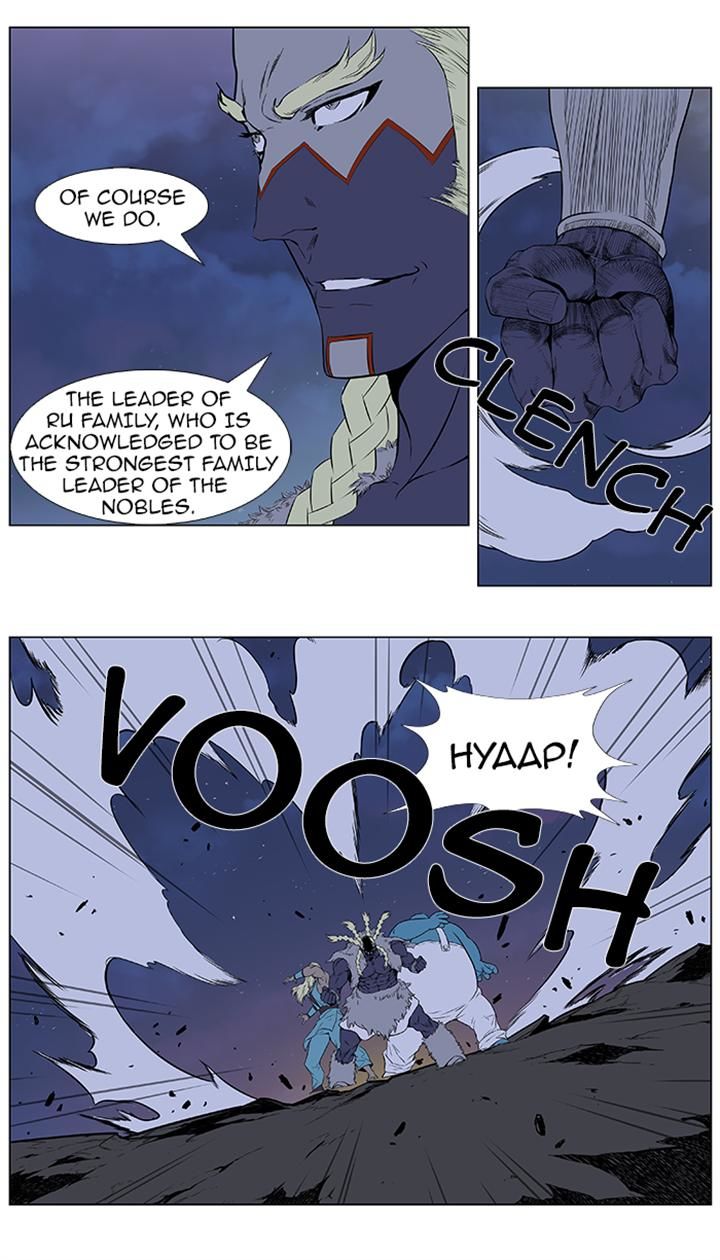 OF COURSE
WE DO.
THE LEADER OF
RU FAMILY, WHO IS
ACKNOWLEDGED TO BE
THE STRONGEST FAMILY
LEADER OF THE
NOBLES.
CLENCH
HYAAP!
VOOSH